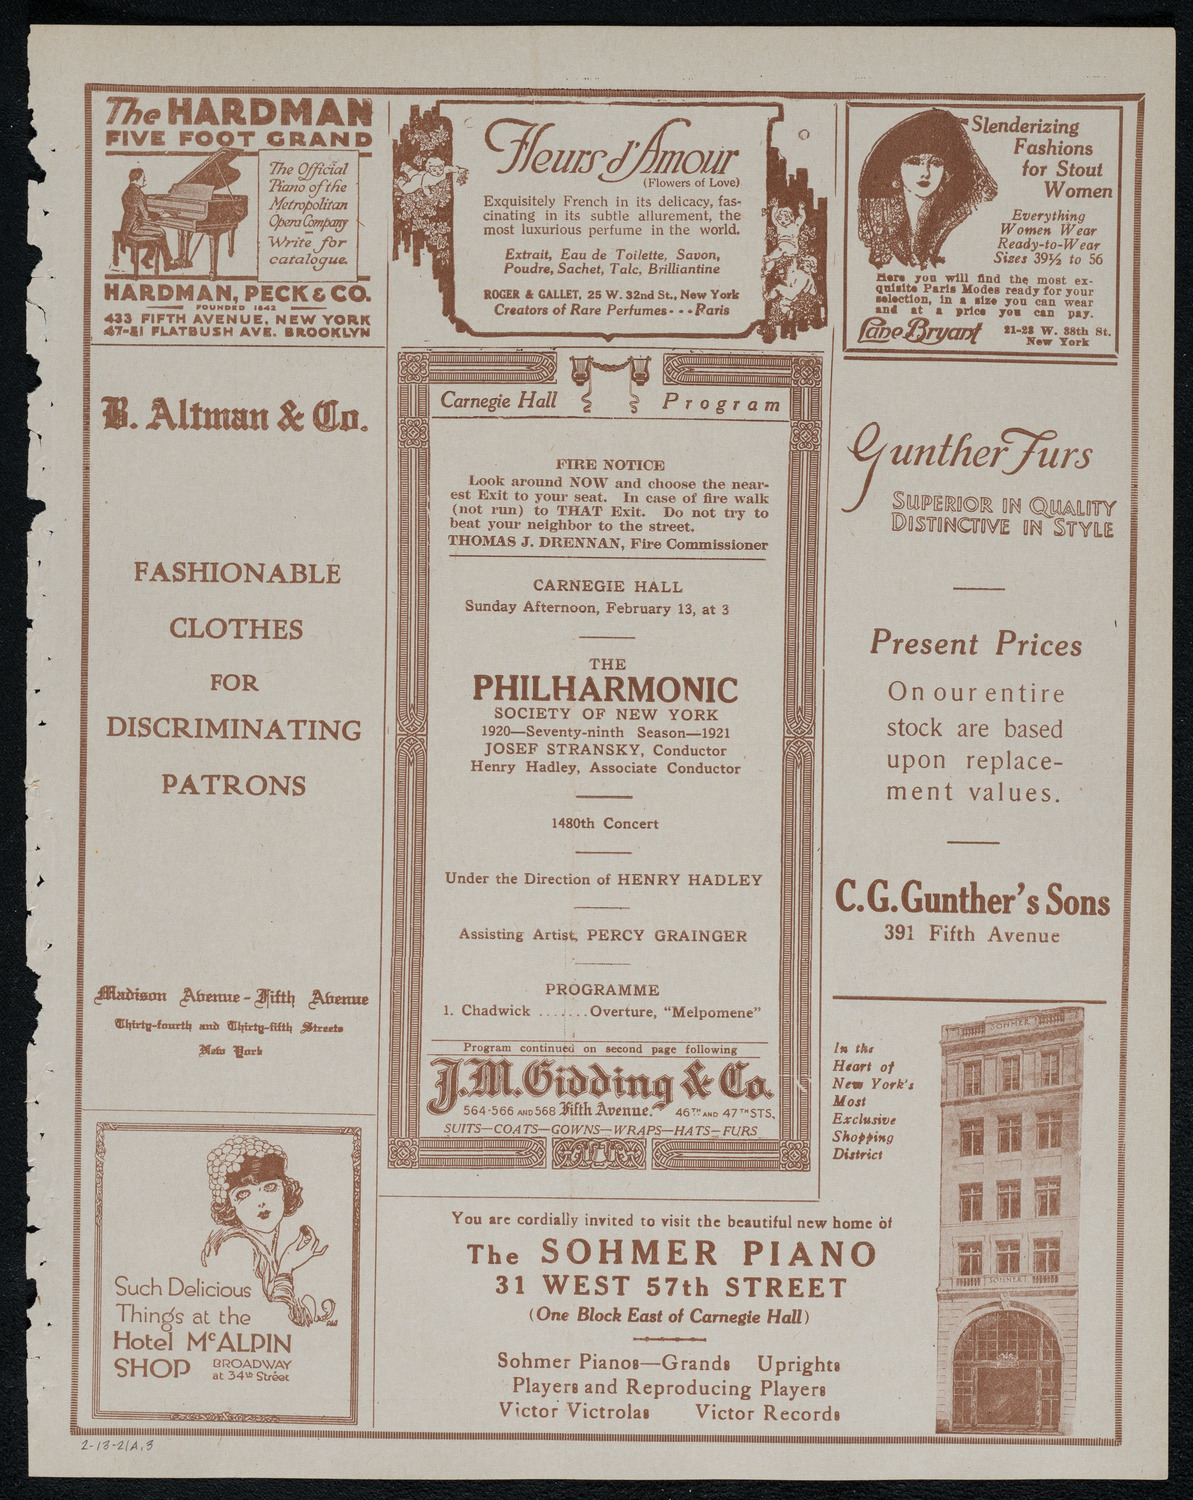 The HARDMAN
FIVE FOOT GRAND
The Official
Piano of the
Metropolitan
Opera Company
Write for
catalogue.
HARDMAN, PECK & CO.
FOUNDED 1842
433 FIFTH AVENUE, NEW YORK
47-51 FLATBUSH AVE. BROOKLYN
Fleurs d'Amour
(Flowers of Love)
Exquisitely French in its delicacy, fas-
cinating in its subtle allurement, the
most luxurious perfume in the world.
Extrait, Eau de Toilette, Savon,
Poudre, Sachet, Talc, Brilliantine
ROGER & GALLET, 25 W. 32nd St., New York
Creators of Rare Perfumes - - - Paris
Slenderizing
Fashions
for Stout
Women
Everything
Women Wear
Ready-to-Wear
Sizes 39½ to 56
Here you will find the most ex-
quisite Paris Modes ready for your
selection, in a size you can wear
and at a price you can pay.
Lane Bryant
21-23 W. 38th St.
New York
B. Altman & Co.
FASHIONABLE
CLOTHES
FOR
DISCRIMINATING
PATRONS
Madison Avenue - Fifth Avenue
Thirty-fourth and Thirty-fifth Streets
New York
Such Delicious
Things at the
Hotel McALPIN
SHOP BROADWAY
at 34th Street
Carnegie Hall Program
FIRE NOTICE
Look around NOW and choose the near-
est Exit to your seat. In case of fire walk
(not run) to THAT Exit. Do not try to
beat your neighbor to the street.
THOMAS J. DRENNAN, Fire Commissioner
CARNEGIE HALL
Sunday Afternoon, February 13, at 3
THE
PHILHARMONIC
SOCIETY OF NEW YORK
1920—Seventy-ninth Season—1921
JOSEF STRANSKY, Conductor
Henry Hadley, Associate Conductor
1480th Concert
Under the Direction of HENRY HADLEY
Assisting Artist, PERCY GRAINGER
PROGRAMME
1. Chadwick .......Overture, "Melpomene"
Program continued on second page following
J. M. Gidding & Co.
564-566 AND 568 Fifth Avenue. 46TH AND 47TH STS.
SUITS—COATS—GOWNS—WRAPS—HATS—FURS
Gunther Furs
SUPERIOR IN QUALITY
DISTINCTIVE IN STYLE
Present Prices
On our entire
stock are based
upon replace-
ment values.
C. G. Gunther's Sons
391 Fifth Avenue
In the
Heart of
New York's
Most
Exclusive
Shopping
District
SOHMER
SOHMER
You are cordially invited to visit the beautiful new home of
The SOHMER PIANO
31 WEST 57th STREET
(One Block East of Carnegie Hall)
Sohmer Pianos—Grands Uprights
Players and Reproducing Players
Victor Victrolas Victor Records
2-13-21A,3